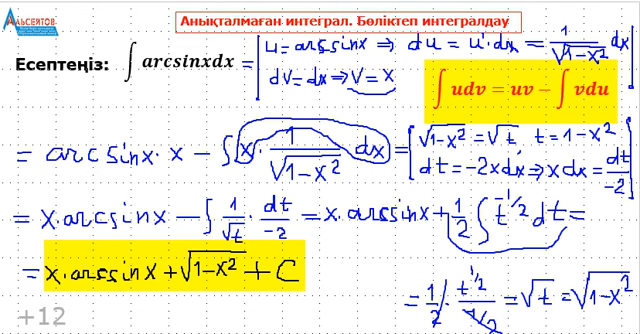 Альсейтов
Анықталмаған интеграл. Бөліктеп интегралдау
Есептеңіз: ∫ arcsinxdx = [u = arcsinx ⇒ du = u'·dx = 1/√(1-x²) dx
dv = dx ⇒ v = x]
∫ udv = uv − ∫ vdu
= arcsinx · x − ∫ x · 1/√(1-x²) dx = [√(1-x²) = √t, t = 1-x²
dt = -2xdx ⇒ xdx = dt/-2]
= x·arcsinx − ∫ 1/√t · dt/-2 = x·arcsinx + 1/2 ∫ t^(-1/2) dt =
= x·arcsinx + √(1-x²) + C
= 1/2 · t^(1/2)/(1/2) = √t = √(1-x²)
+12